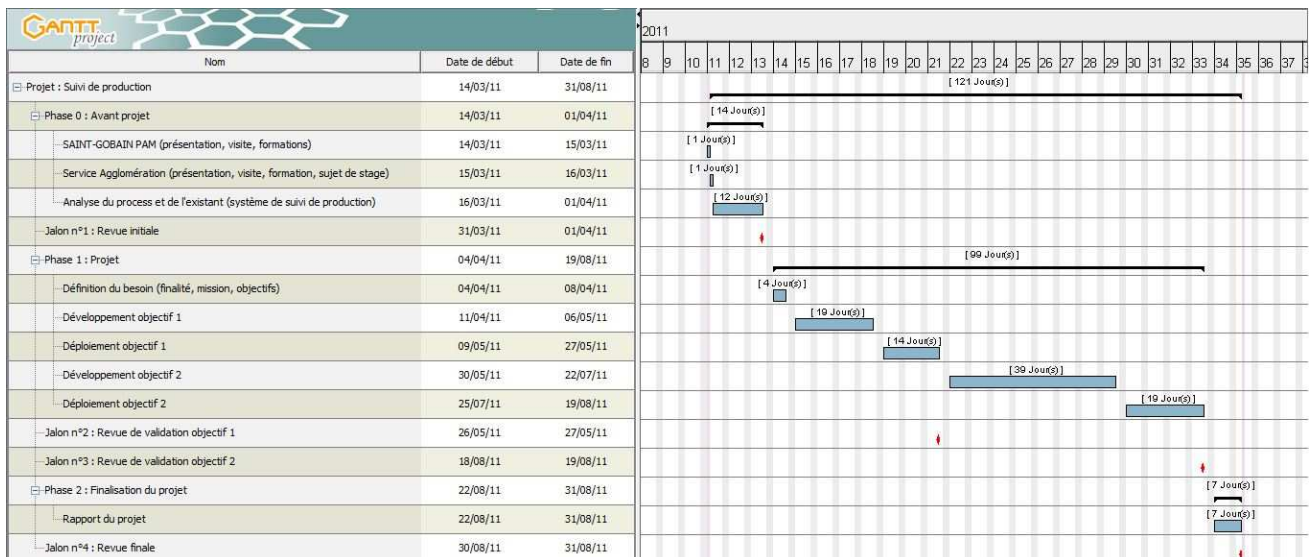 GANTT
project
2011
Nom Date de début Date de fin 8 9 10 11 12 13 14 15 16 17 18 19 20 21 22 23 24 25 26 27 28 29 30 31 32 33 34 35 36 37
Projet : Suivi de production 14/03/11 31/08/11 [ 121 Jour(s) ]
Phase 0 : Avant projet 14/03/11 01/04/11 [ 14 Jour(s) ]
SAINT-GOBAIN PAM (présentation, visite, formations) 14/03/11 15/03/11 [ 1 Jour(s) ]
Service Agglomération (présentation, visite, formation, sujet de stage) 15/03/11 16/03/11 [ 1 Jour(s) ]
Analyse du process et de l'existant (système de suivi de production) 16/03/11 01/04/11 [ 12 Jour(s) ]
Jalon n°1 : Revue initiale 31/03/11 01/04/11
Phase 1 : Projet 04/04/11 19/08/11 [ 99 Jour(s) ]
Définition du besoin (finalité, mission, objectifs) 04/04/11 08/04/11 [ 4 Jour(s) ]
Développement objectif 1 11/04/11 06/05/11 [ 19 Jour(s) ]
Déploiement objectif 1 09/05/11 27/05/11 [ 14 Jour(s) ]
Développement objectif 2 30/05/11 22/07/11 [ 39 Jour(s) ]
Déploiement objectif 2 25/07/11 19/08/11 [ 19 Jour(s) ]
Jalon n°2 : Revue de validation objectif 1 26/05/11 27/05/11
Jalon n°3 : Revue de validation objectif 2 18/08/11 19/08/11
Phase 2 : Finalisation du projet 22/08/11 31/08/11 [ 7 Jour(s) ]
Rapport du projet 22/08/11 31/08/11 [ 7 Jour(s) ]
Jalon n°4 : Revue finale 30/08/11 31/08/11